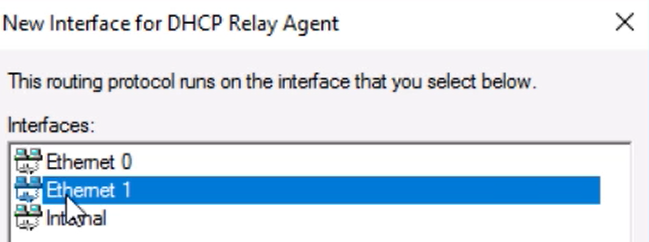 New Interface for DHCP Relay Agent
This routing protocol runs on the interface that you select below.
Interfaces:
Ethernet 0
Ethernet 1
Internal